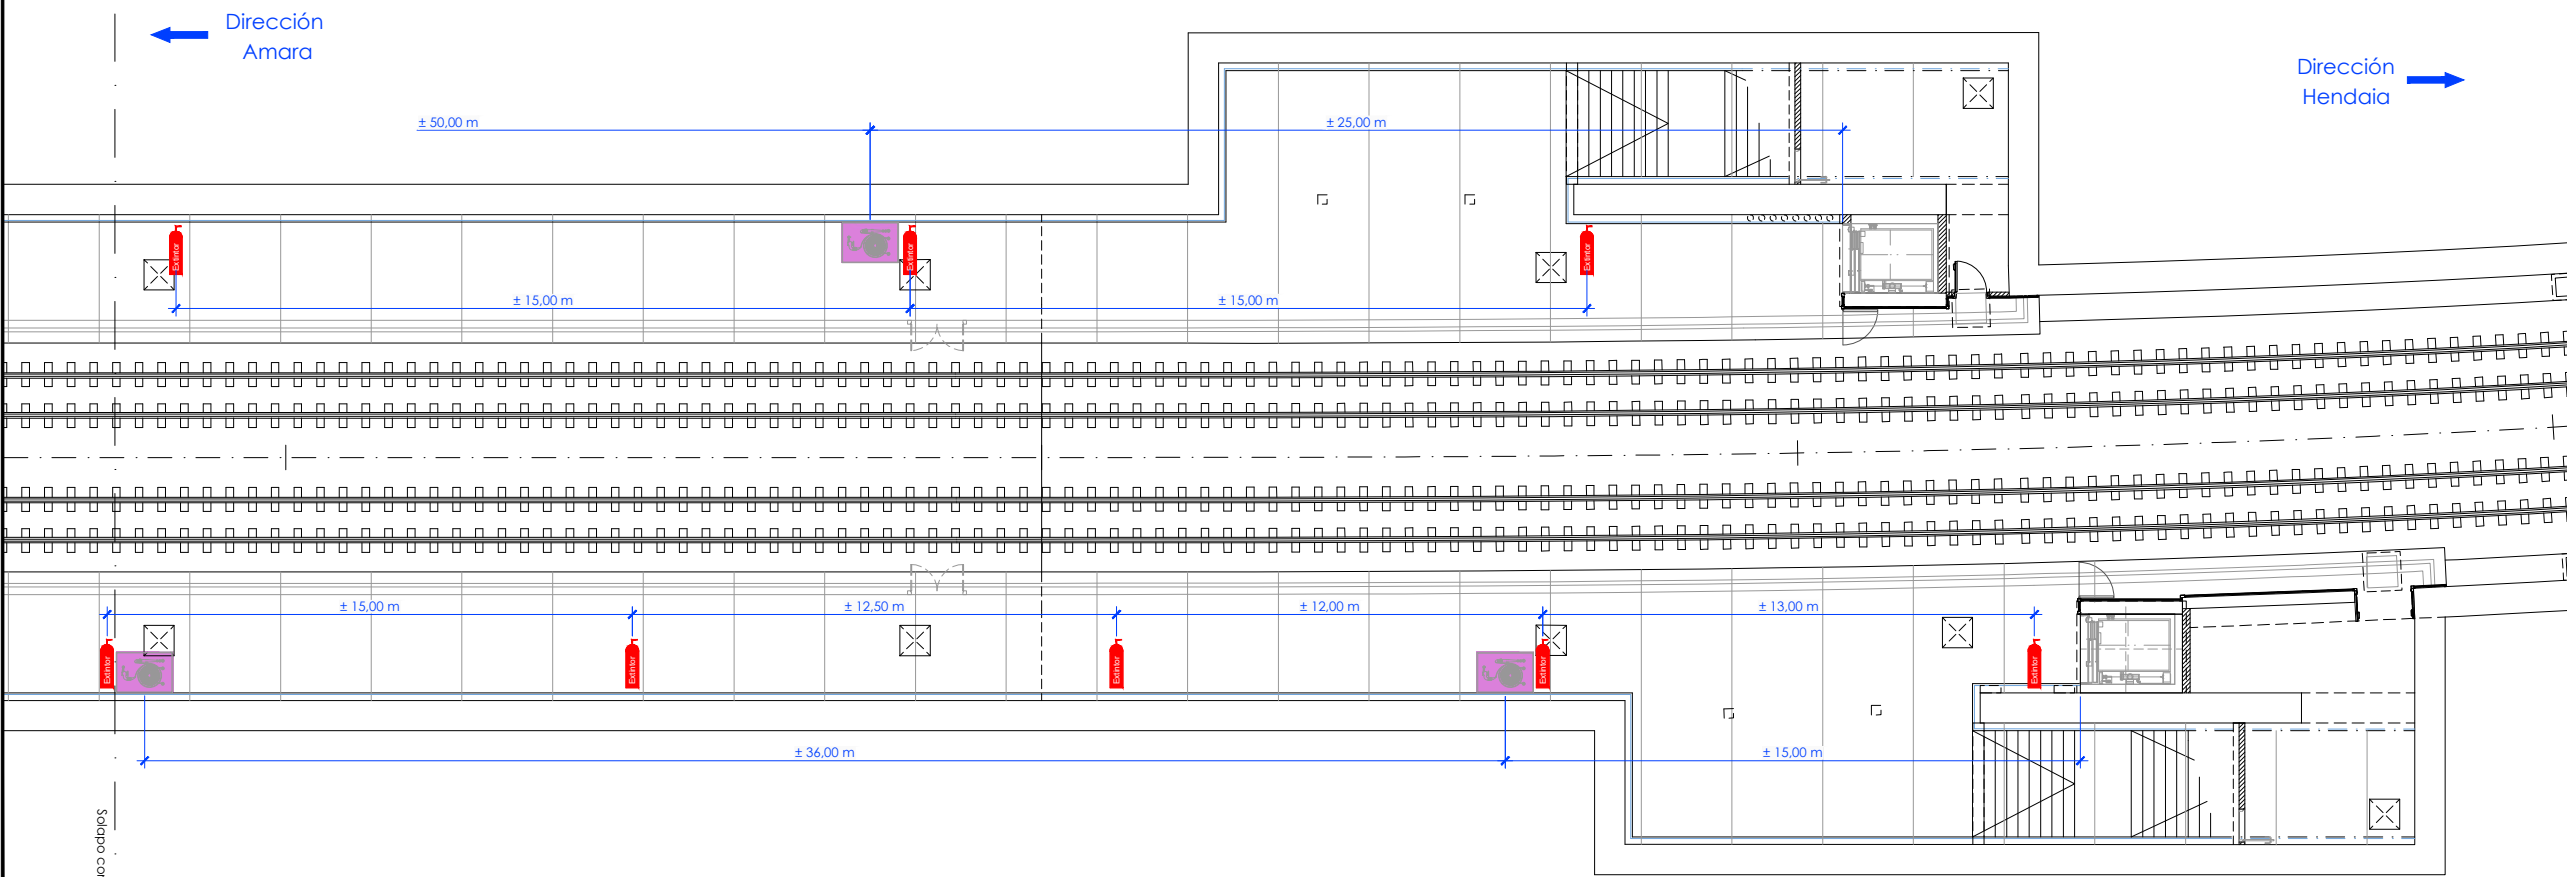 Dirección
Amara
Dirección
Hendaia
± 50,00 m
± 25,00 m
Extintor
Extintor
Extintor
± 15,00 m
± 15,00 m
± 15,00 m
± 12,50 m
± 12,00 m
± 13,00 m
Extintor
Extintor
Extintor
Extintor
Extintor
± 36,00 m
± 15,00 m
Solapo con